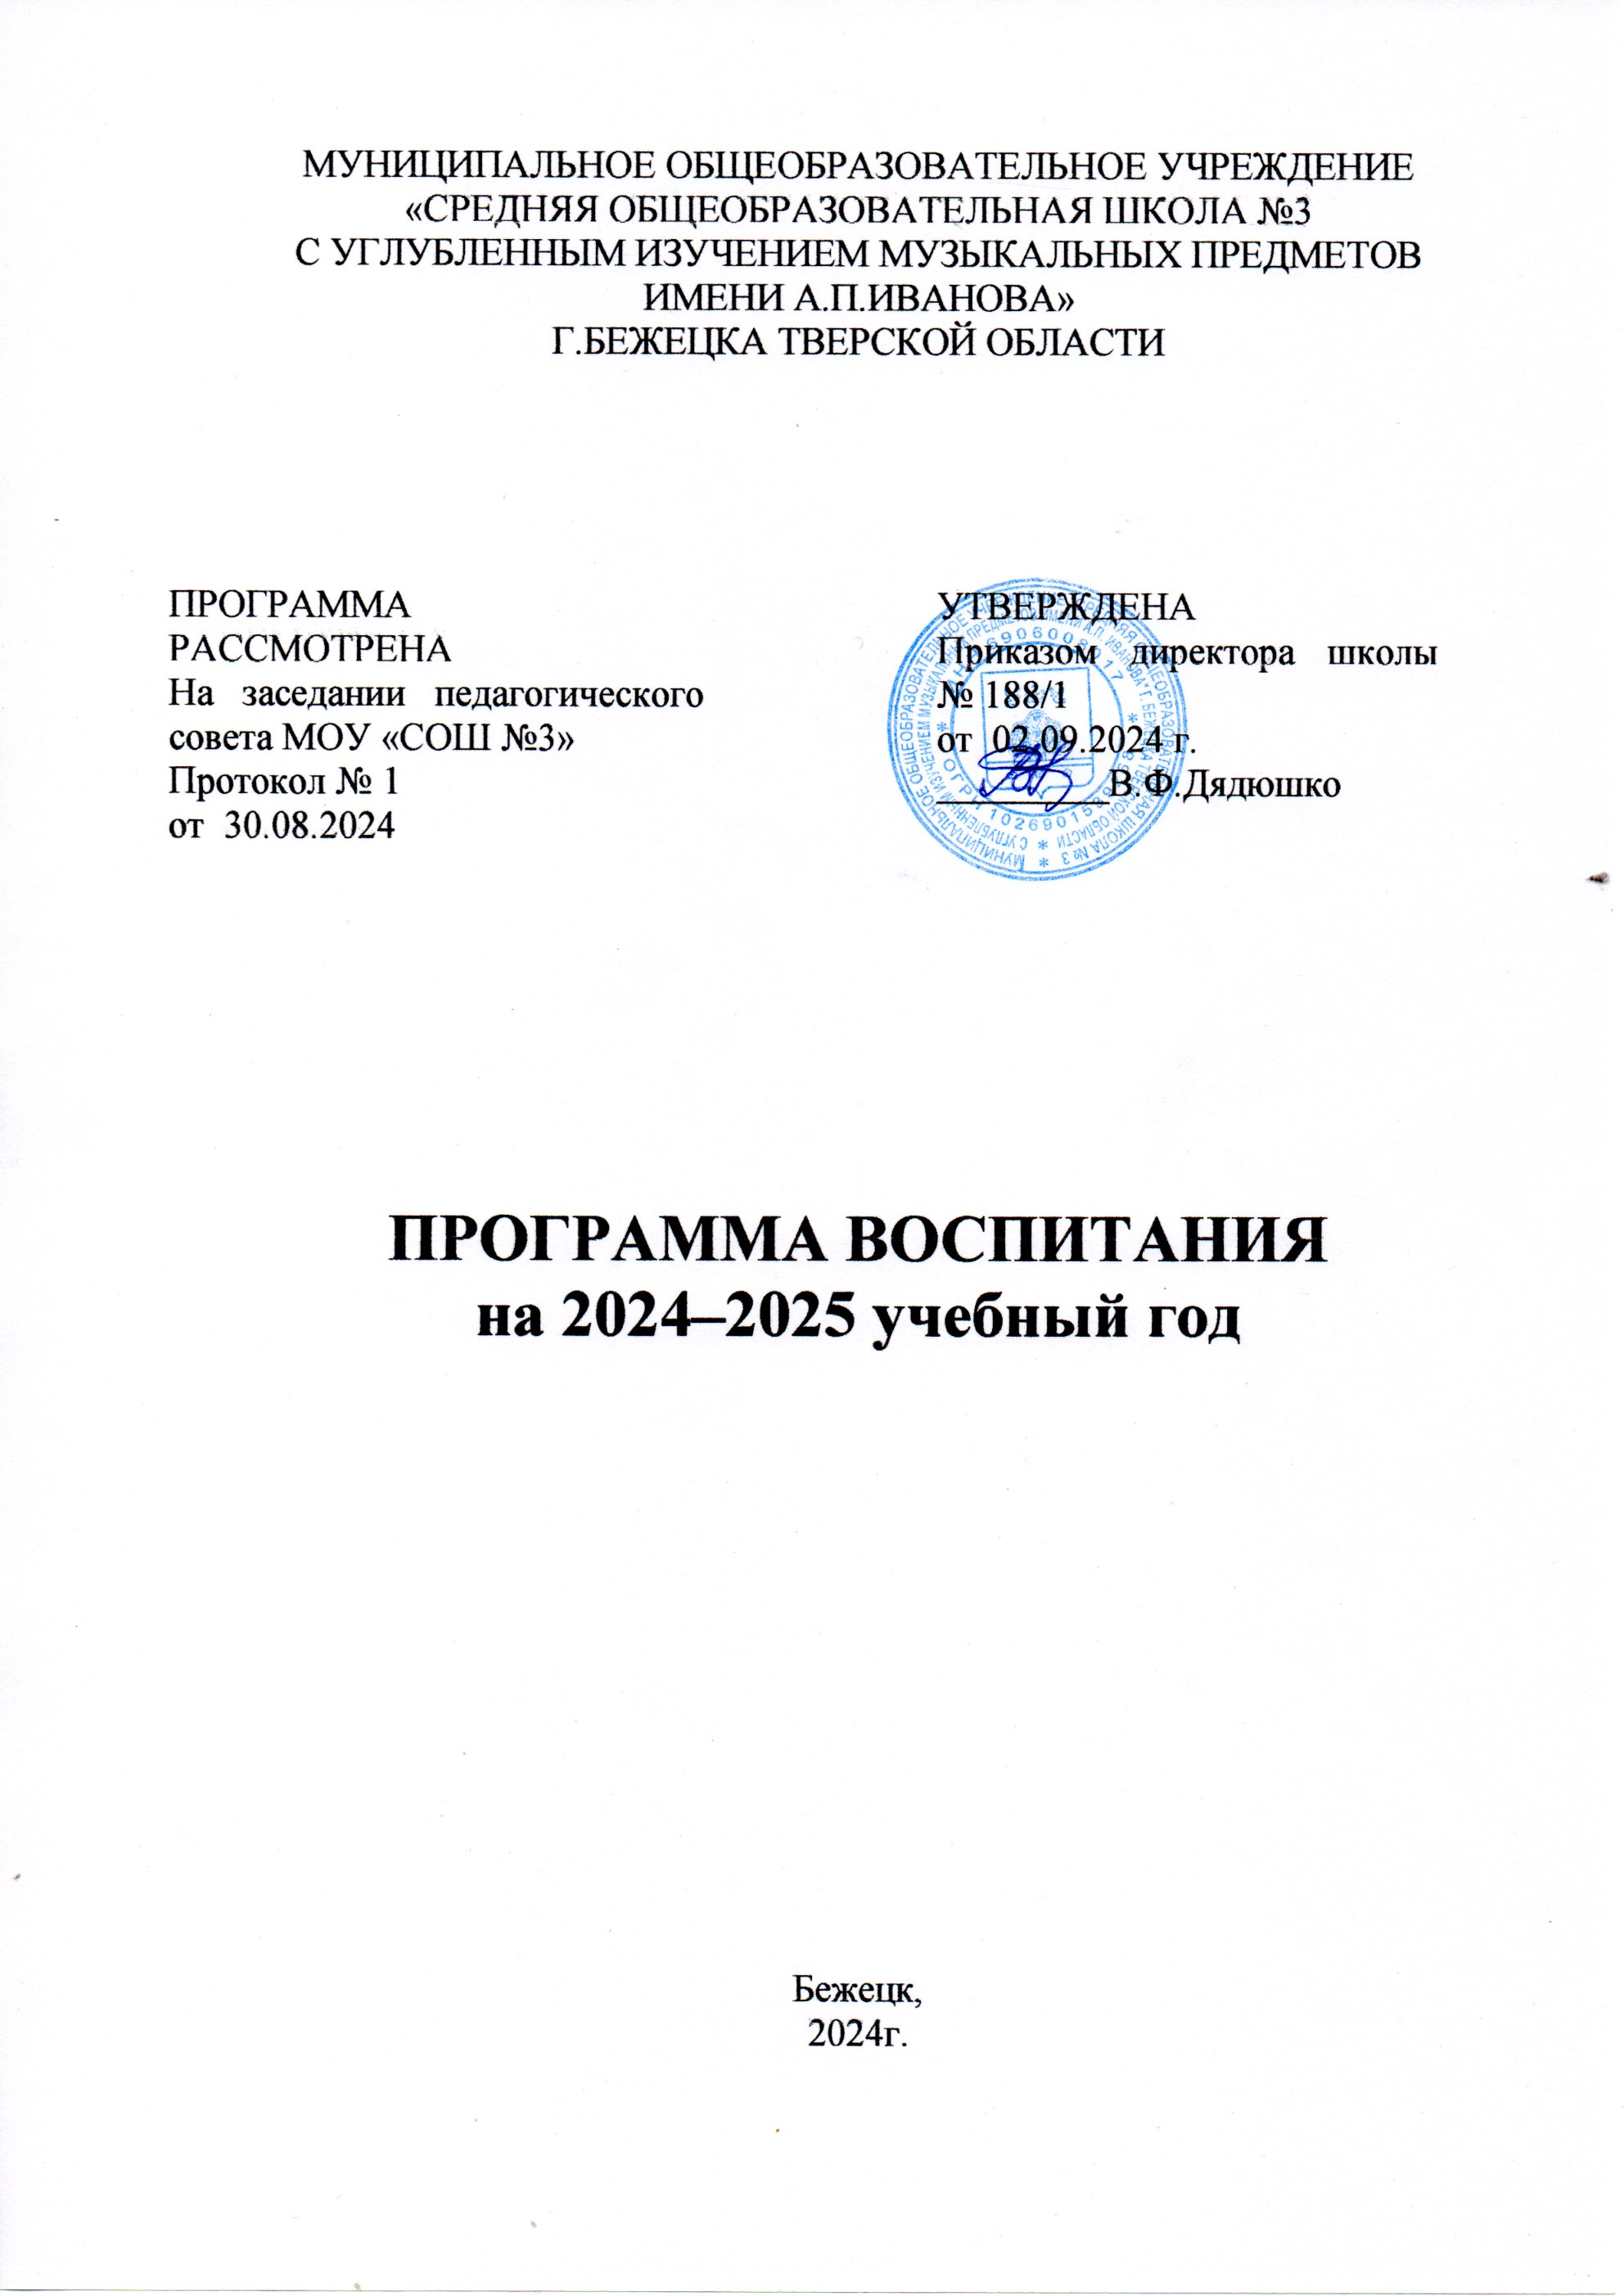 МУНИЦИПАЛЬНОЕ ОБЩЕОБРАЗОВАТЕЛЬНОЕ УЧРЕЖДЕНИЕ
«СРЕДНЯЯ ОБЩЕОБРАЗОВАТЕЛЬНАЯ ШКОЛА №3
С УГЛУБЛЕННЫМ ИЗУЧЕНИЕМ МУЗЫКАЛЬНЫХ ПРЕДМЕТОВ
ИМЕНИ А.П.ИВАНОВА»
Г.БЕЖЕЦКА ТВЕРСКОЙ ОБЛАСТИ
ПРОГРАММА
РАССМОТРЕНА
На заседании педагогического
совета МОУ «СОШ №3»
Протокол № 1
от 30.08.2024
УТВЕРЖДЕНА
Приказом директора школы
№ 188/1
от 02.09.2024 г.
В.Ф.Дядюшко
ПРОГРАММА ВОСПИТАНИЯ
на 2024–2025 учебный год
Бежецк,
2024г.